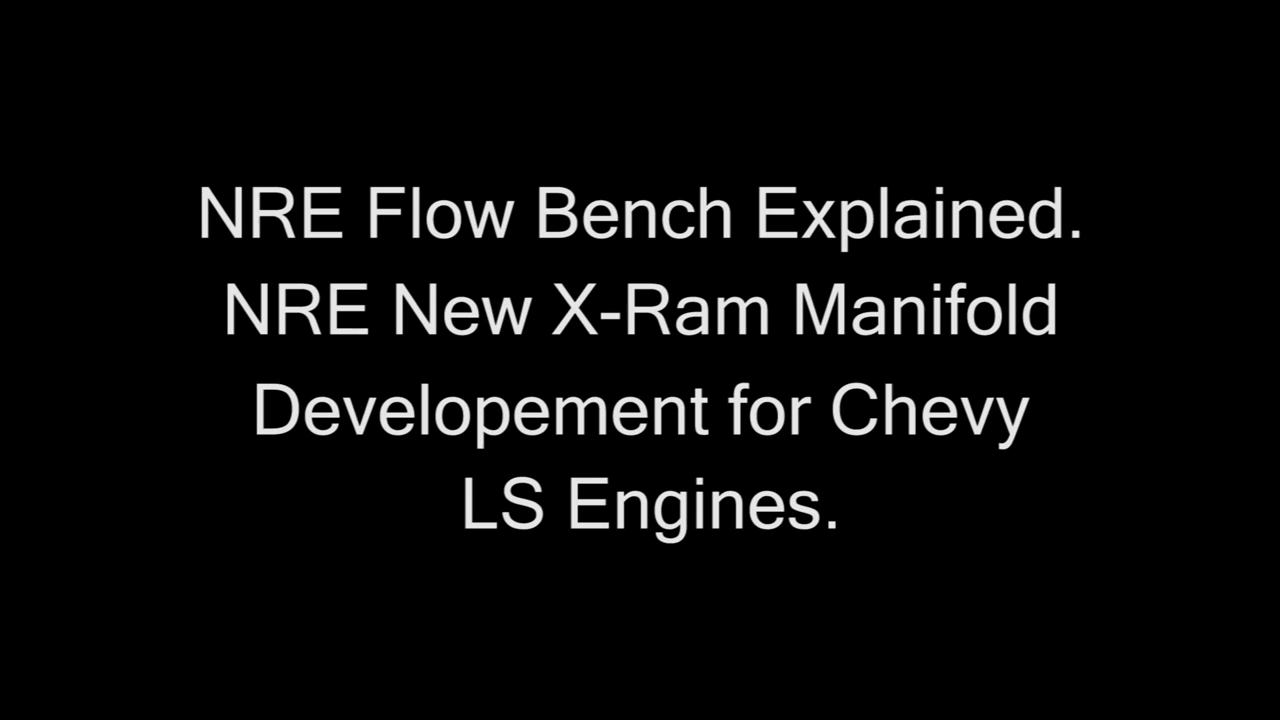 NRE Flow Bench Explained.
NRE New X-Ram Manifold
Developement for Chevy
LS Engines.